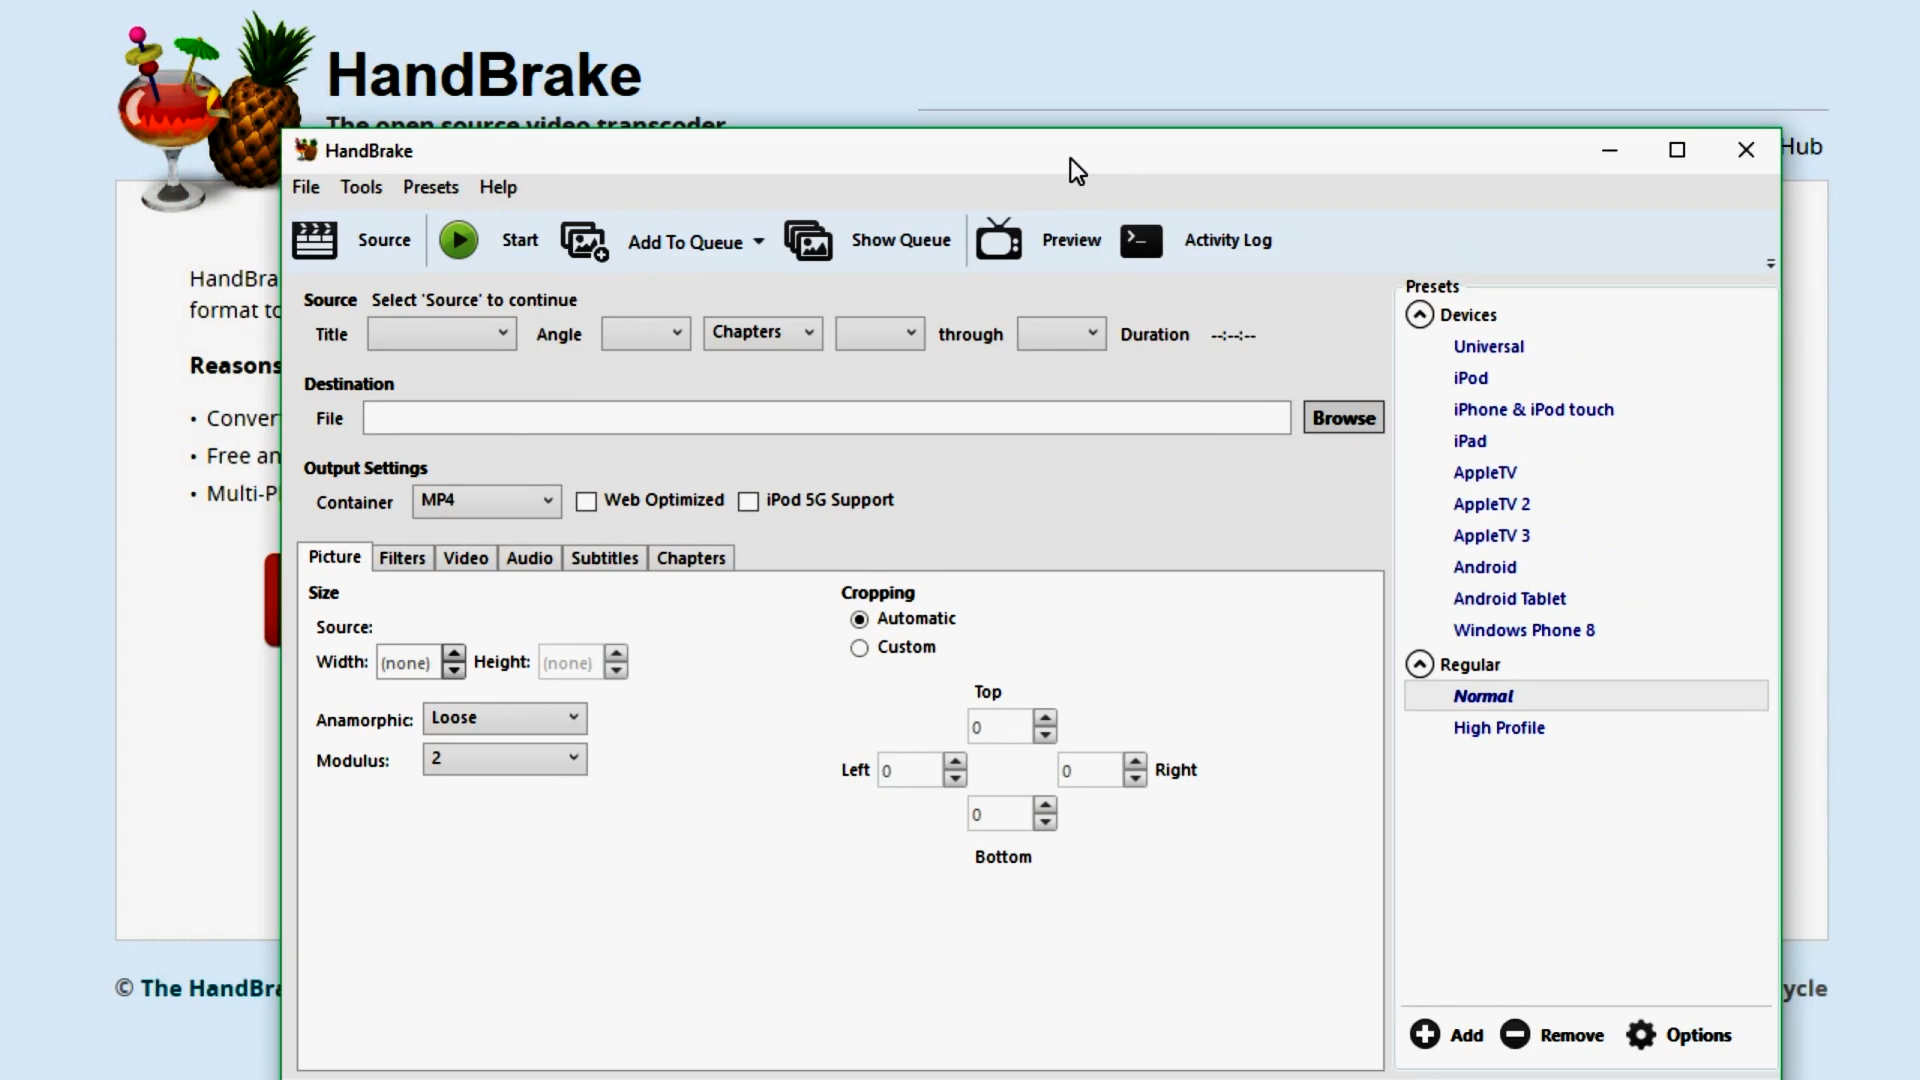 HandBrake
The open source video transcoder
HandBrake
Hub
File Tools Presets Help
Source Start Add To Queue Show Queue Preview Activity Log
Source Select 'Source' to continue
Title Angle Chapters through Duration --:--:--
Destination
File Browse
Output Settings
Container MP4 Web Optimized iPod 5G Support
Picture Filters Video Audio Subtitles Chapters
Size
Source:
Width: (none) Height: (none)
Anamorphic: Loose
Modulus: 2
Cropping
Automatic
Custom
Top
0
Left 0 0 Right
0
Bottom
Presets
Devices
Universal
iPod
iPhone & iPod touch
iPad
AppleTV
AppleTV 2
AppleTV 3
Android
Android Tablet
Windows Phone 8
Regular
Normal
High Profile
Add Remove Options
HandBra
format to
Reasons
• Conver
• Free an
• Multi-P
© The HandBra
ycle